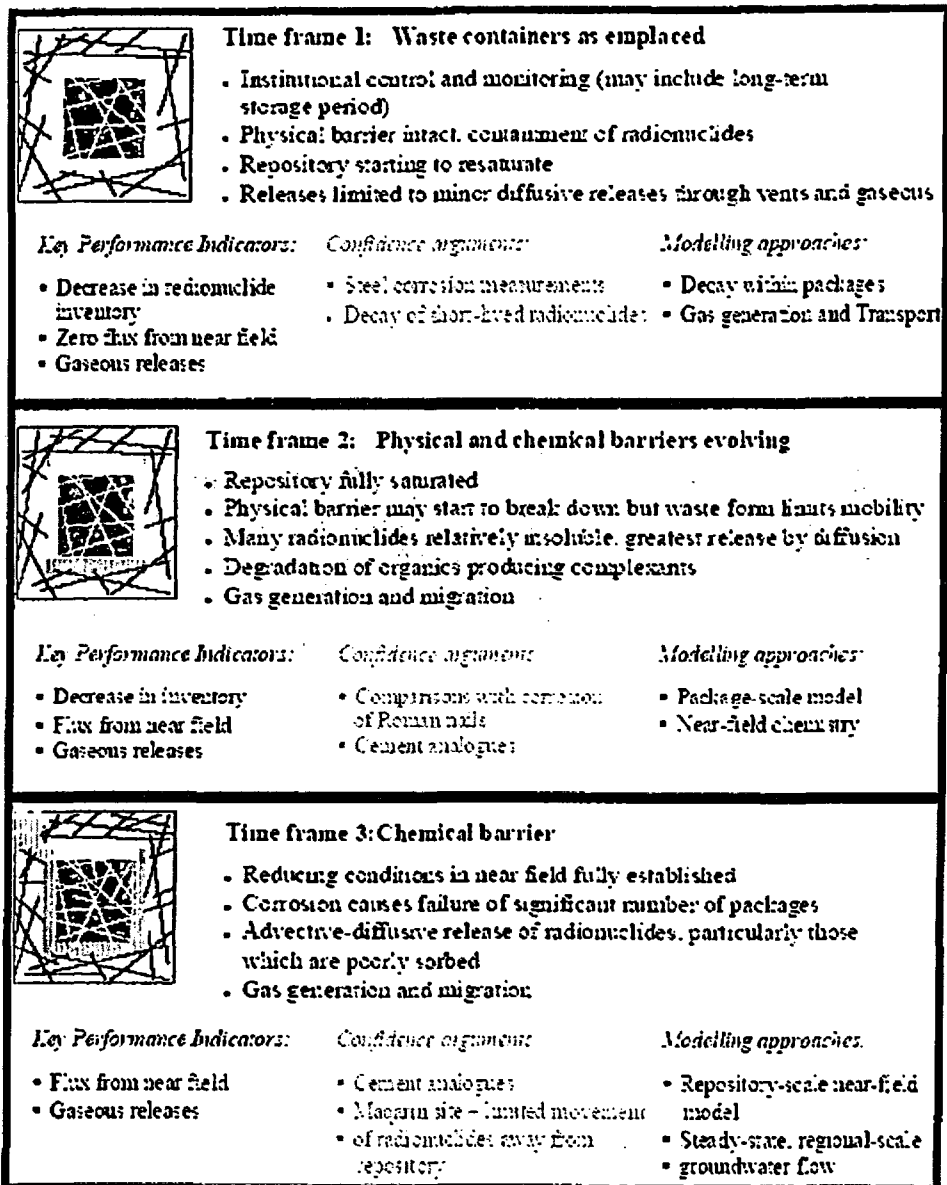 Time frame 1: Waste containers as emplaced
• Institutional control and monitoring (may include long-term
storage period)
• Physical barrier intact, containment of radionuclides
• Repository starting to resaturate
• Releases limited to minor diffusive releases through vents and gaseous
Key Performance Indicators:
• Decrease in radionuclide
inventory
• Zero flux from near field
• Gaseous releases
Confidence arguments:
• Steel corrosion measurements
• Decay of short-lived radionuclides
Modelling approaches:
• Decay within packages
• Gas generation and Transport
Time frame 2: Physical and chemical barriers evolving
• Repository fully saturated
• Physical barrier may start to break down but waste form limits mobility
• Many radionuclides relatively insoluble, greatest release by diffusion
• Degradation of organics producing complexants
• Gas generation and migration
Key Performance Indicators:
• Decrease in inventory
• Flux from near field
• Gaseous releases
Confidence arguments
• Comparisons with corrosion
of Roman nails
• Cement analogues
Modelling approaches:
• Package-scale model
• Near-field chemistry
Time frame 3: Chemical barrier
• Reducing conditions in near field fully established
• Corrosion causes failure of significant number of packages
• Advective-diffusive release of radionuclides, particularly those
which are poorly sorbed
• Gas generation and migration
Key Performance Indicators:
• Flux from near field
• Gaseous releases
Confidence arguments
• Cement analogues
• Maqarin site – limited movement
• of radionuclides away from
repository
Modelling approaches:
• Repository-scale near-field
model
• Steady-state, regional-scale
• groundwater flow